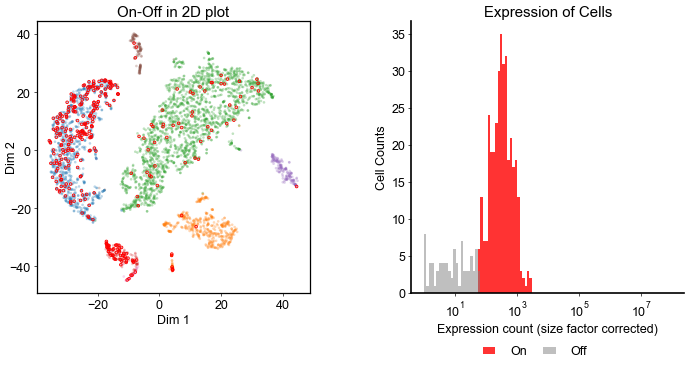 On-Off in 2D plot
Dim 2
40
20
0
−20
−40
−20
0
20
40
Dim 1
Expression of Cells
Cell Counts
35
30
25
20
15
10
5
0
10^1
10^3
10^5
10^7
Expression count (size factor corrected)
On
Off